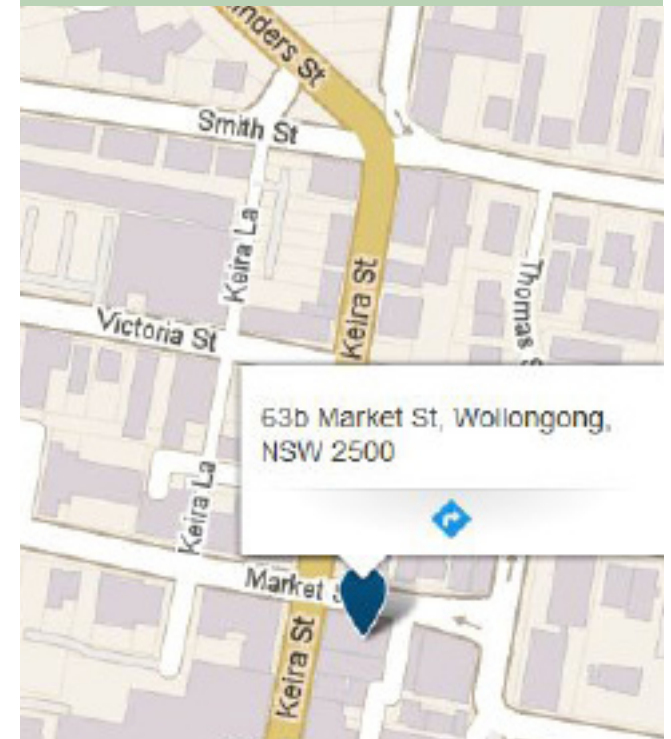 inders St
Smith St
Keira La
Keira St
Thomas S
Victoria St
63b Market St, Wollongong,
NSW 2500
Keira La
Market S
Keira St